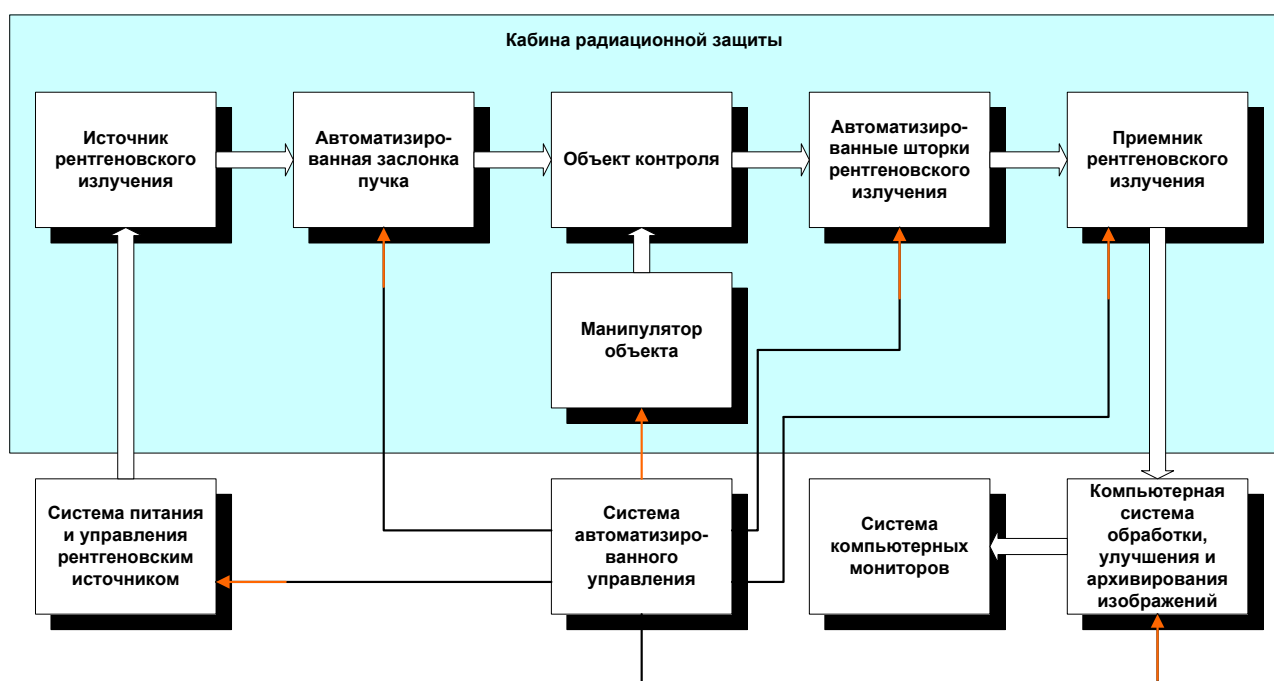 Кабина радиационной защиты
Источник
рентгеновского
излучения
Автоматизиро-
ванная заслонка
пучка
Объект контроля
Автоматизиро-
ванные шторки
рентгеновского
излучения
Приемник
рентгеновского
излучения
Манипулятор
объекта
Система питания
и управления
рентгеновским
источником
Система
автоматизиро-
ванного
управления
Система
компьютерных
мониторов
Компьютерная
система
обработки,
улучшения и
архивирования
изображений